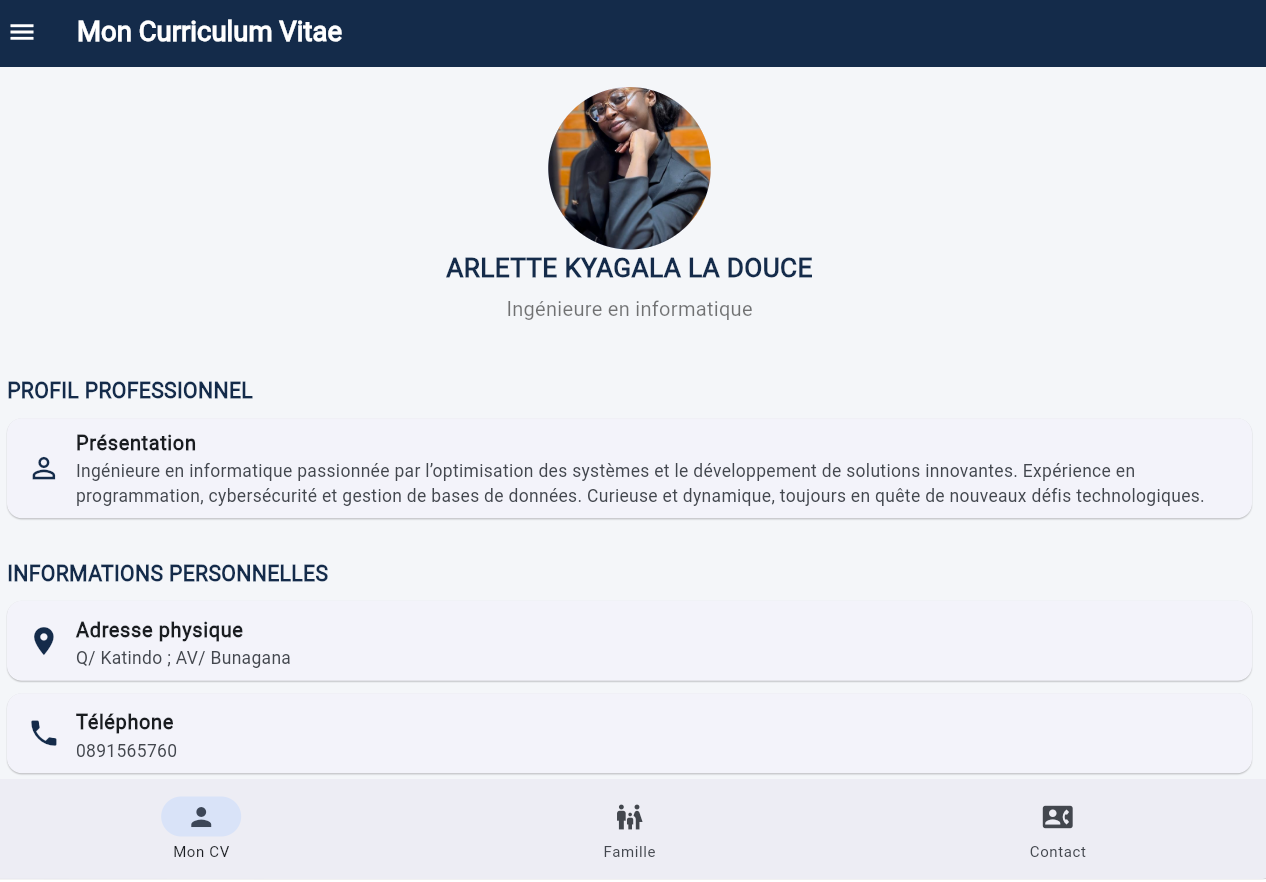 Mon Curriculum Vitae
ARLETTE KYAGALA LA DOUCE
Ingénieure en informatique
PROFIL PROFESSIONNEL
Présentation
Ingénieure en informatique passionnée par l’optimisation des systèmes et le développement de solutions innovantes. Expérience en
programmation, cybersécurité et gestion de bases de données. Curieuse et dynamique, toujours en quête de nouveaux défis technologiques.
INFORMATIONS PERSONNELLES
Adresse physique
Q/ Katindo ; AV/ Bunagana
Téléphone
0891565760
Mon CV
Famille
Contact